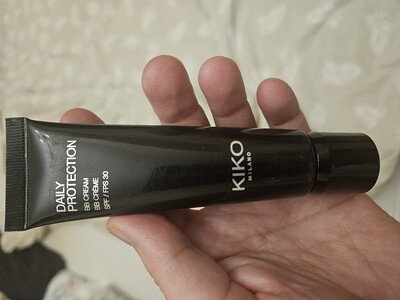 DAILY
PROTECTION
BB CREAM
BB CRÈME
SPF / FPS 30
KIKO
MILANO